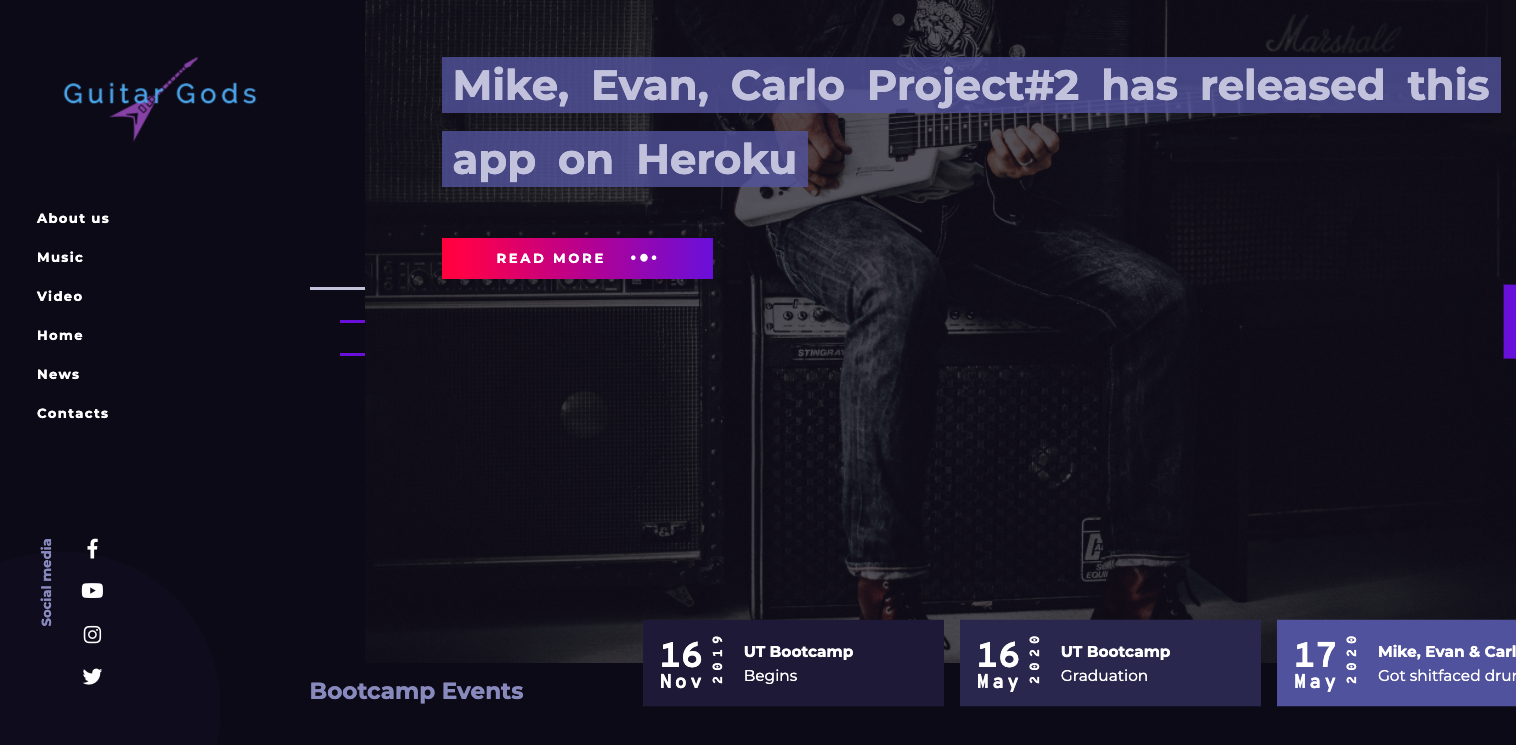 Guitar Gods
Mike, Evan, Carlo Project#2 has released this
app on Heroku
READ MORE
About us
Music
Video
Home
News
Contacts
Social media
Marshall
STINGRAY
Bootcamp Events
16 Nov 2019
UT Bootcamp
Begins
16 May 2020
UT Bootcamp
Graduation
17 May 2020
Mike, Evan & Carl
Got shitfaced dru